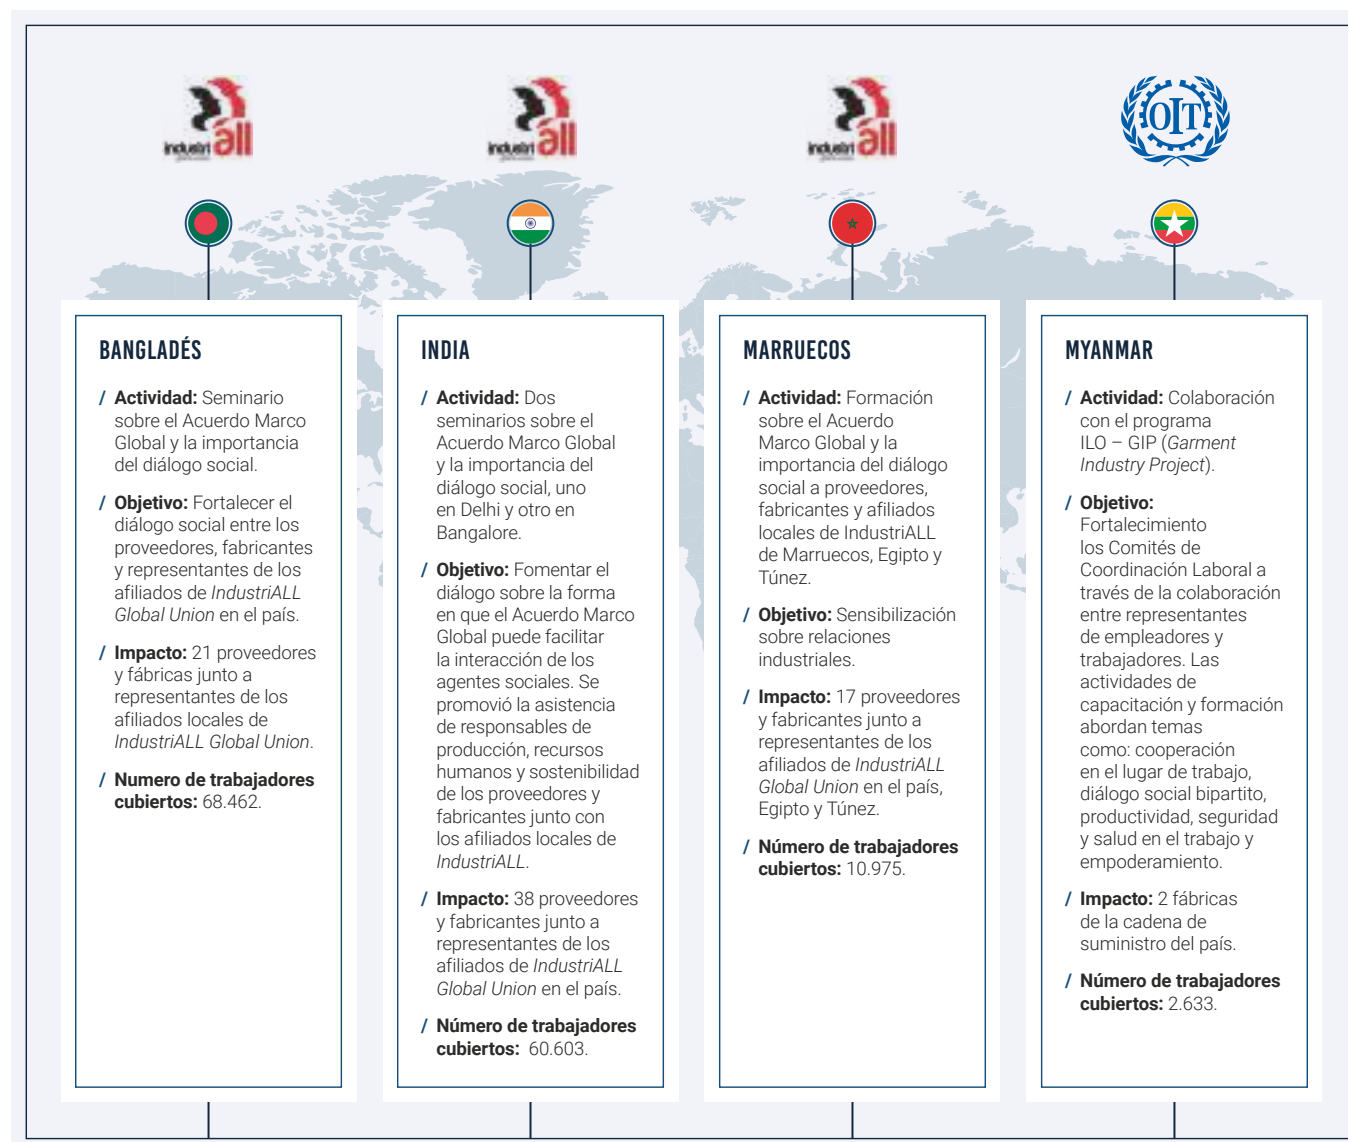 industri
áll
industri
áll
industri
áll
OIT
BANGLADÉS
/ Actividad: Seminario
sobre el Acuerdo Marco
Global y la importancia
del diálogo social.
/ Objetivo: Fortalecer el
diálogo social entre los
proveedores, fabricantes
y representantes de los
afiliados de IndustriALL
Global Union en el país.
/ Impacto: 21 proveedores
y fábricas junto a
representantes de los
afiliados locales de
IndustriALL Global Union.
/ Numero de trabajadores
cubiertos: 68.462.
INDIA
/ Actividad: Dos
seminarios sobre el
Acuerdo Marco Global
y la importancia del
diálogo social, uno
en Delhi y otro en
Bangalore.
/ Objetivo: Fomentar el
diálogo sobre la forma
en que el Acuerdo Marco
Global puede facilitar
la interacción de los
agentes sociales. Se
promovió la asistencia
de responsables de
producción, recursos
humanos y sostenibilidad
de los proveedores y
fabricantes junto con
los afiliados locales de
IndustriALL.
/ Impacto: 38 proveedores
y fabricantes junto a
representantes de los
afiliados de IndustriALL
Global Union en el país.
/ Número de trabajadores
cubiertos: 60.603.
MARRUECOS
/ Actividad: Formación
sobre el Acuerdo
Marco Global y la
importancia del diálogo
social a proveedores,
fabricantes y afiliados
locales de IndustriALL
de Marruecos, Egipto y
Túnez.
/ Objetivo: Sensibilización
sobre relaciones
industriales.
/ Impacto: 17 proveedores
y fabricantes junto a
representantes de los
afiliados de IndustriALL
Global Union en el país,
Egipto y Túnez.
/ Número de trabajadores
cubiertos: 10.975.
MYANMAR
/ Actividad: Colaboración
con el programa
ILO – GIP (Garment
Industry Project).
/ Objetivo:
Fortalecimiento
los Comités de
Coordinación Laboral a
través de la colaboración
entre representantes
de empleadores y
trabajadores. Las
actividades de
capacitación y formación
abordan temas
como: cooperación
en el lugar de trabajo,
diálogo social bipartito,
productividad, seguridad
y salud en el trabajo y
empoderamiento.
/ Impacto: 2 fábricas
de la cadena de
suministro del país.
/ Número de trabajadores
cubiertos: 2.633.